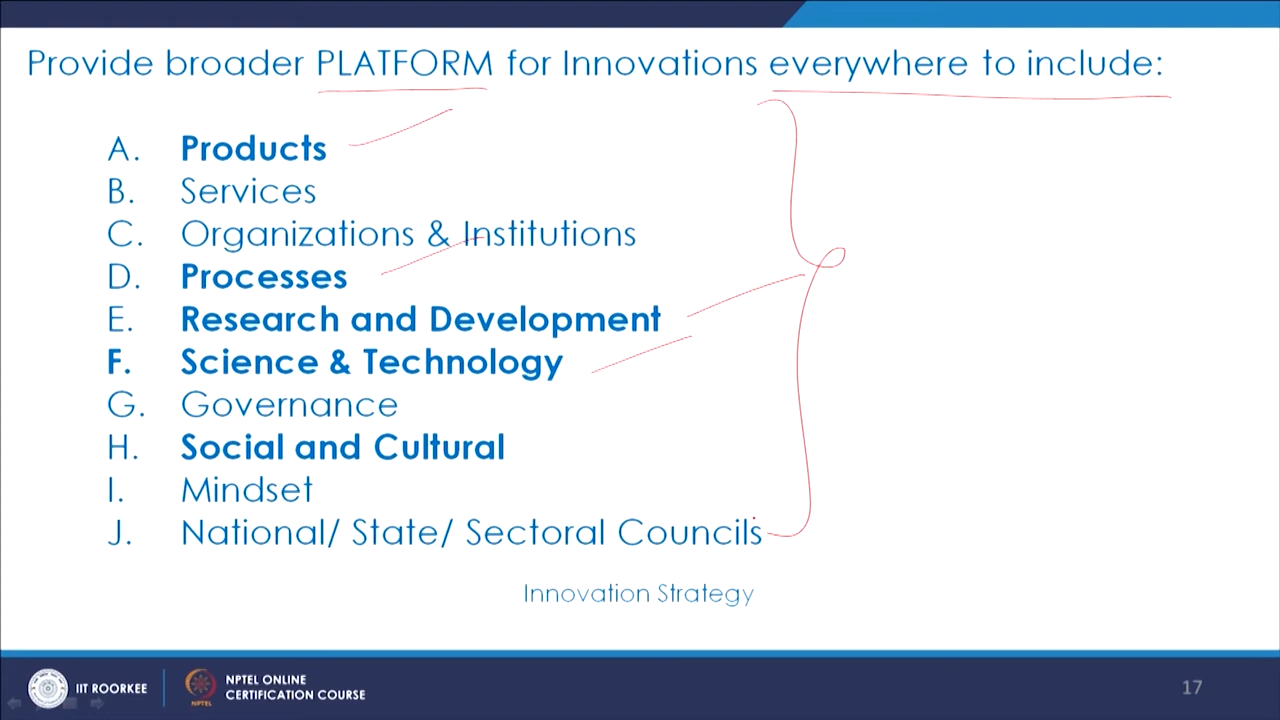 Provide broader PLATFORM for Innovations everywhere to include:
A. Products
B. Services
C. Organizations & Institutions
D. Processes
E. Research and Development
F. Science & Technology
G. Governance
H. Social and Cultural
I. Mindset
J. National/ State/ Sectoral Councils
Innovation Strategy
IIT ROORKEE
NPTEL
NPTEL ONLINE
CERTIFICATION COURSE
17